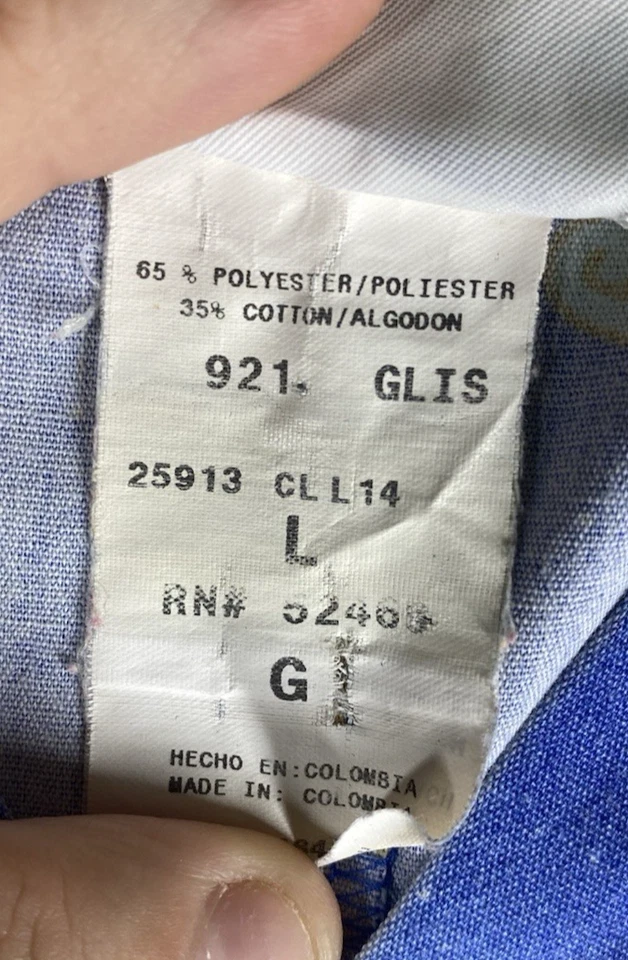 65 % POLYESTER/POLIESTER
35% COTTON/ALGODON
921. GLIS
25913 CL L14
L
RN#
G
HECHO EN:COLOMBIA
MADE IN: COLOMBIA